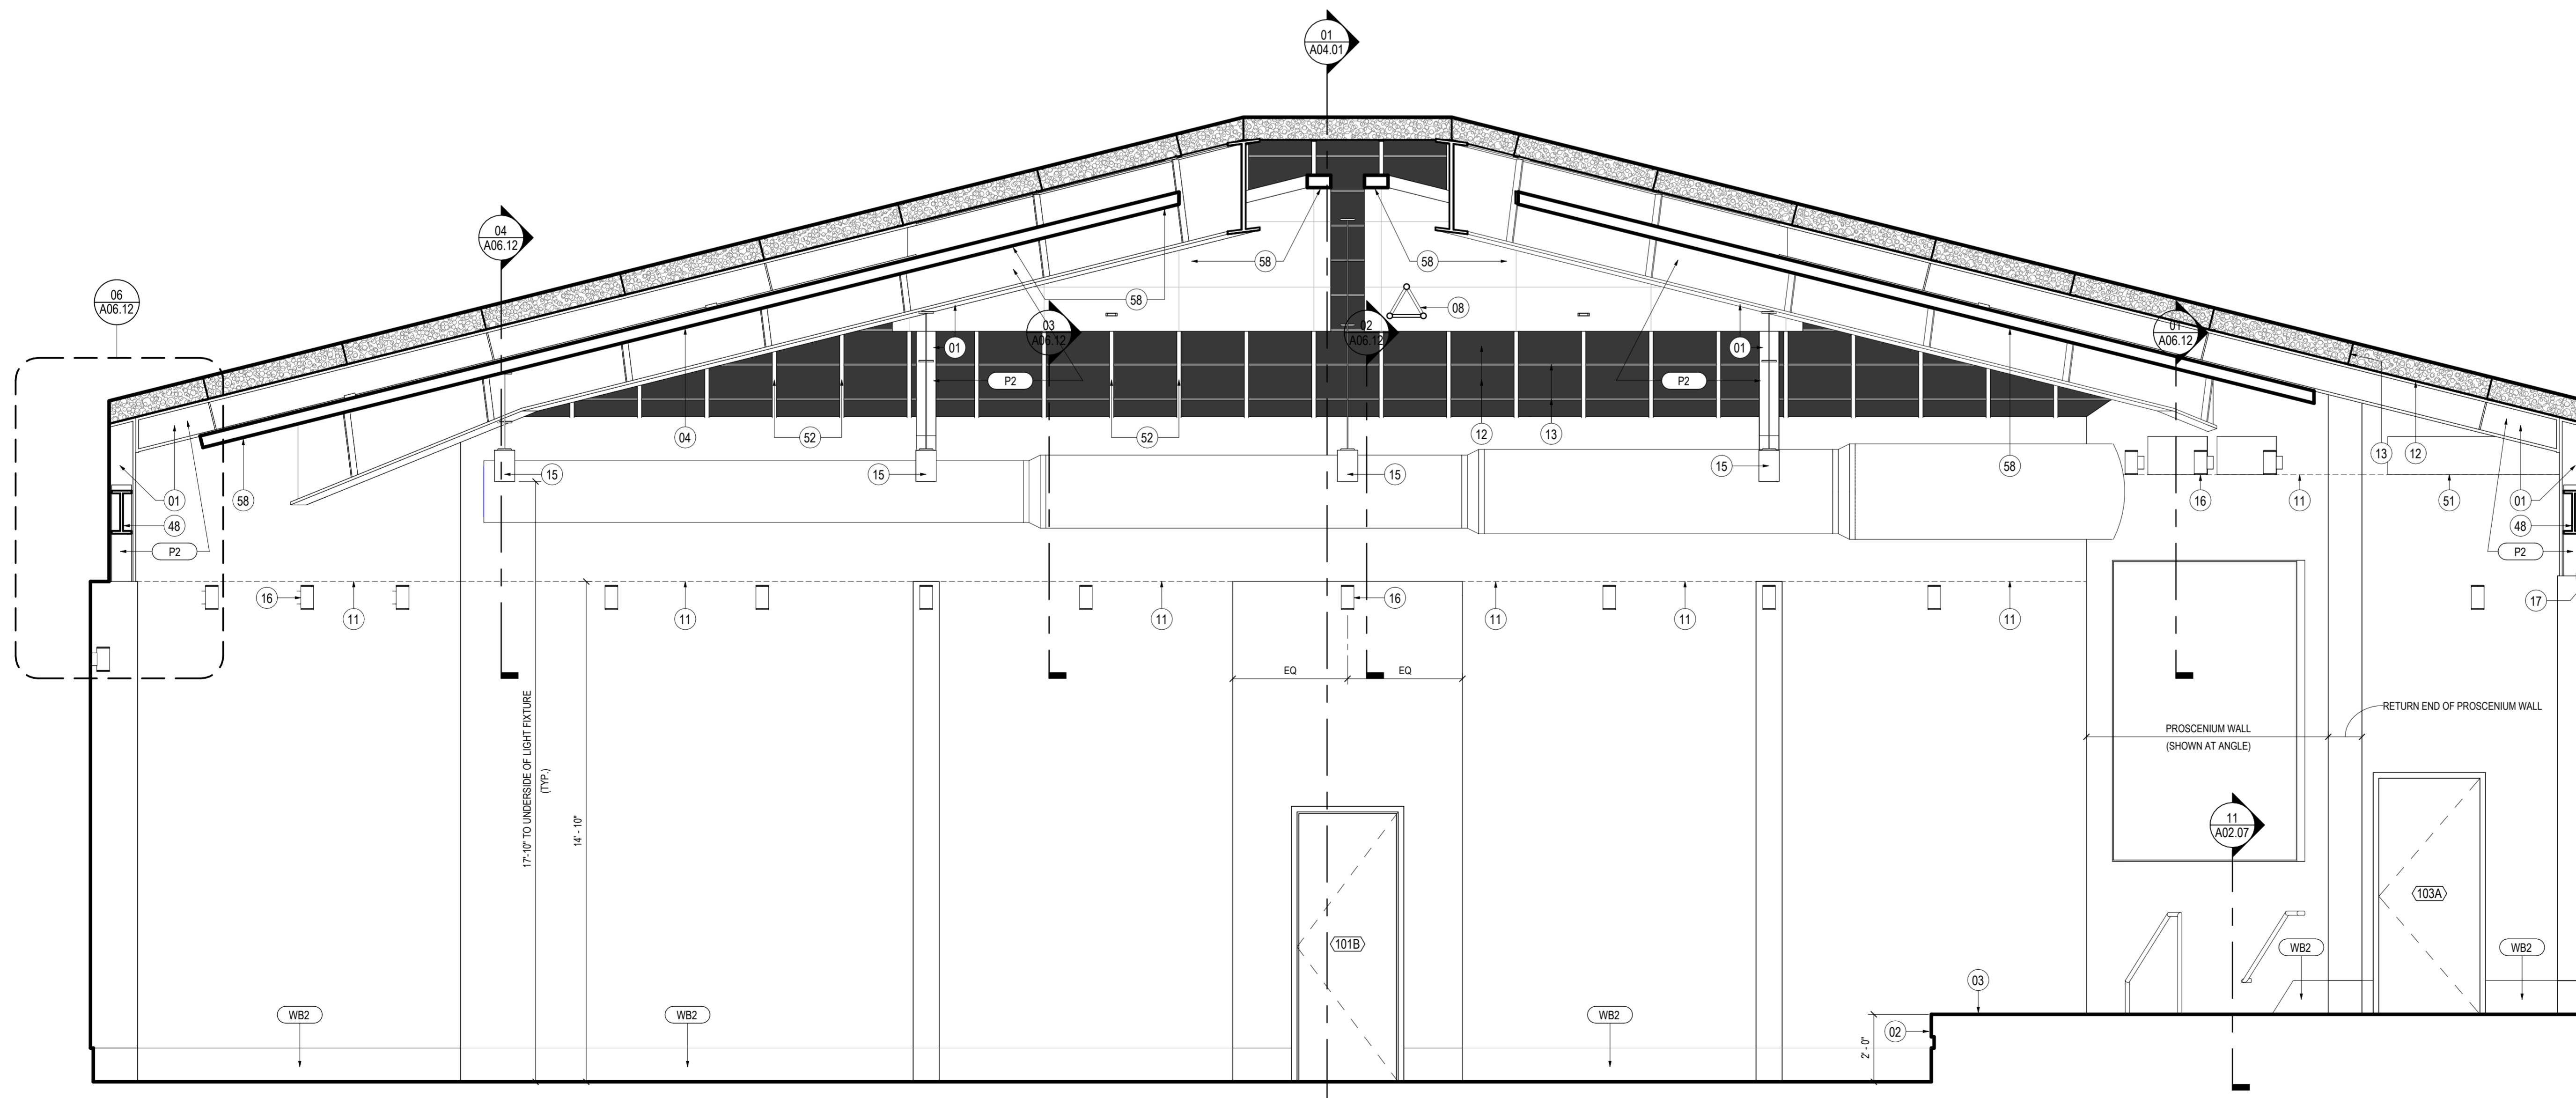 01
A04.01
04
A06.12
06
A06.12
58
58
08
58
03
A06.12
02
A06.12
01
A06.12
01
01
P2
P2
04
52
52
12
13
58
13
12
15
15
15
15
01
58
16
11
51
01
48
48
P2
P2
16
11
11
11
16
11
11
11
17
EQ
EQ
17'-10" TO UNDERSIDE OF LIGHT FIXTURE
(TYP.)
14' - 10"
RETURN END OF PROSCENIUM WALL
PROSCENIUM WALL
(SHOWN AT ANGLE)
11
A02.07
103A
101B
WB2
WB2
03
WB2
WB2
WB2
02
2' - 0"